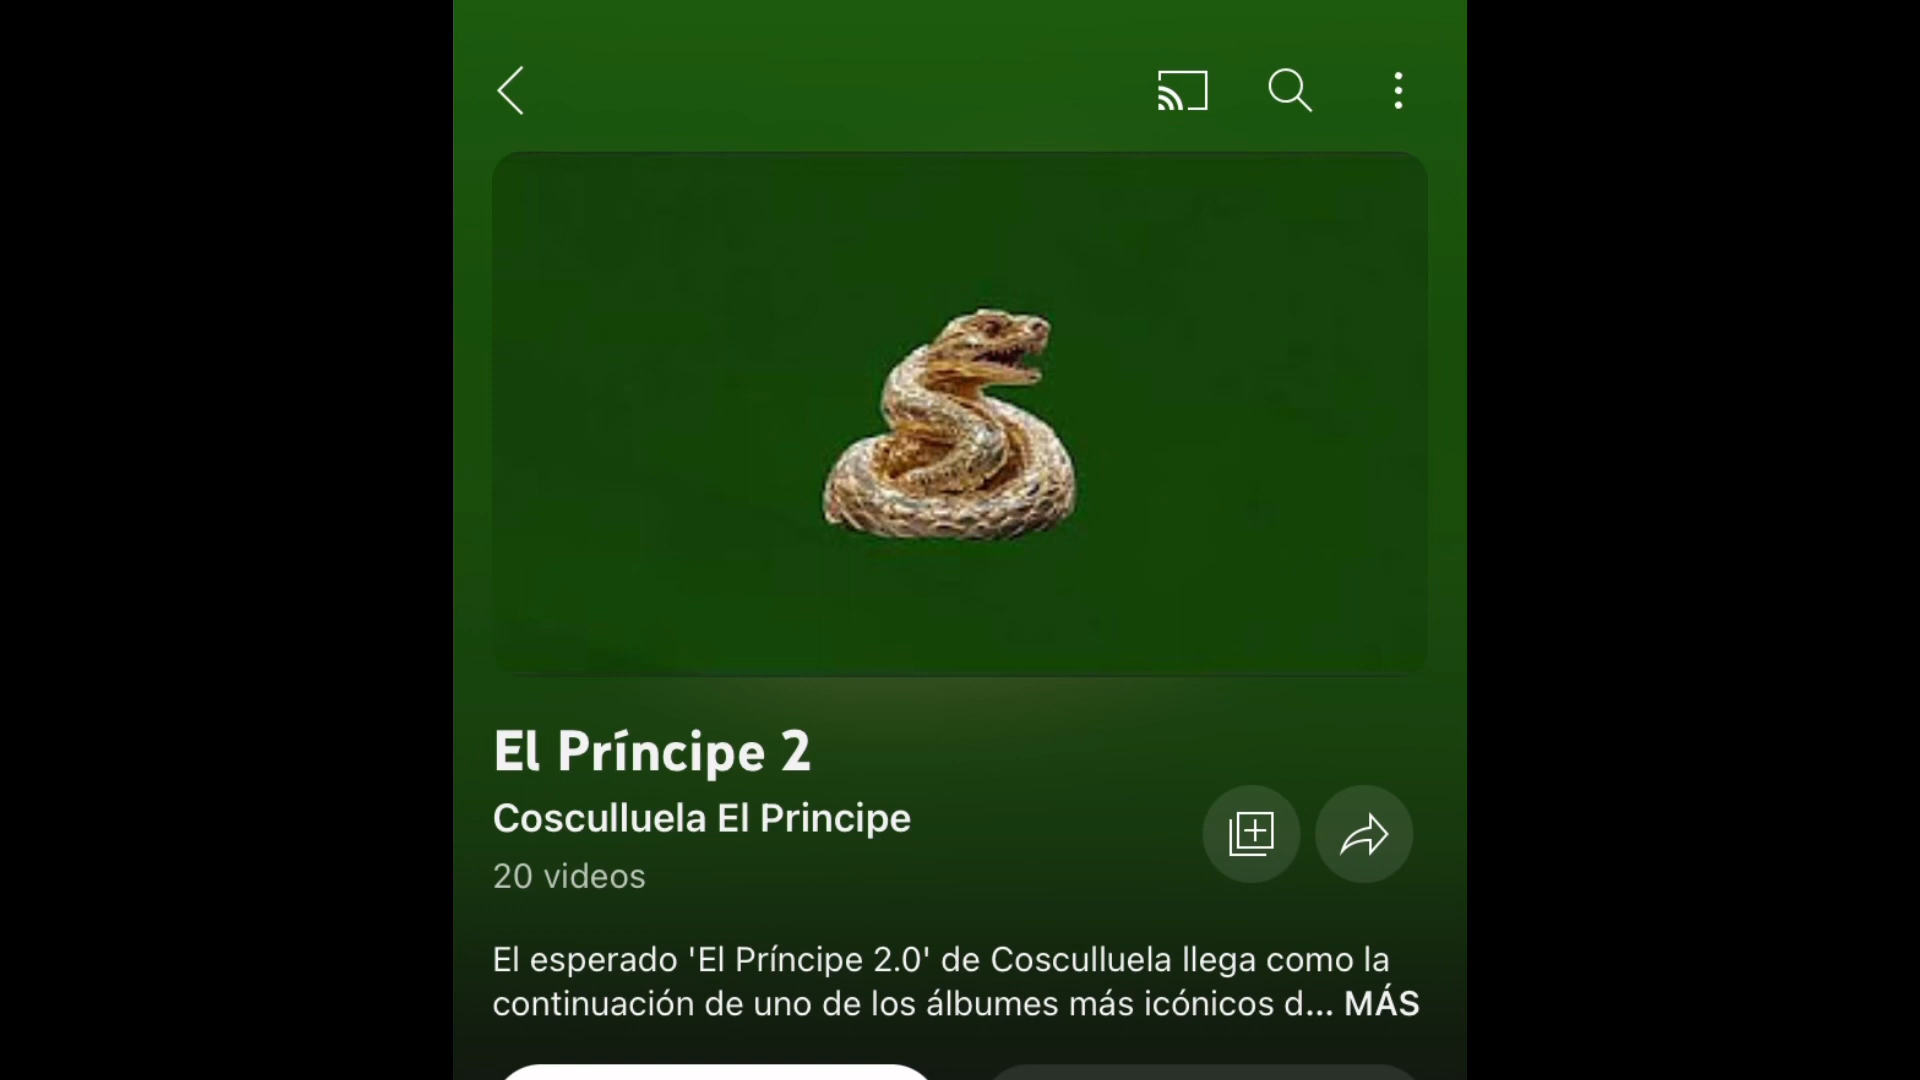 El Príncipe 2
Cosculluela El Principe
20 videos
El esperado 'El Príncipe 2.0' de Cosculluela llega como la
continuación de uno de los álbumes más icónicos d... MÁS